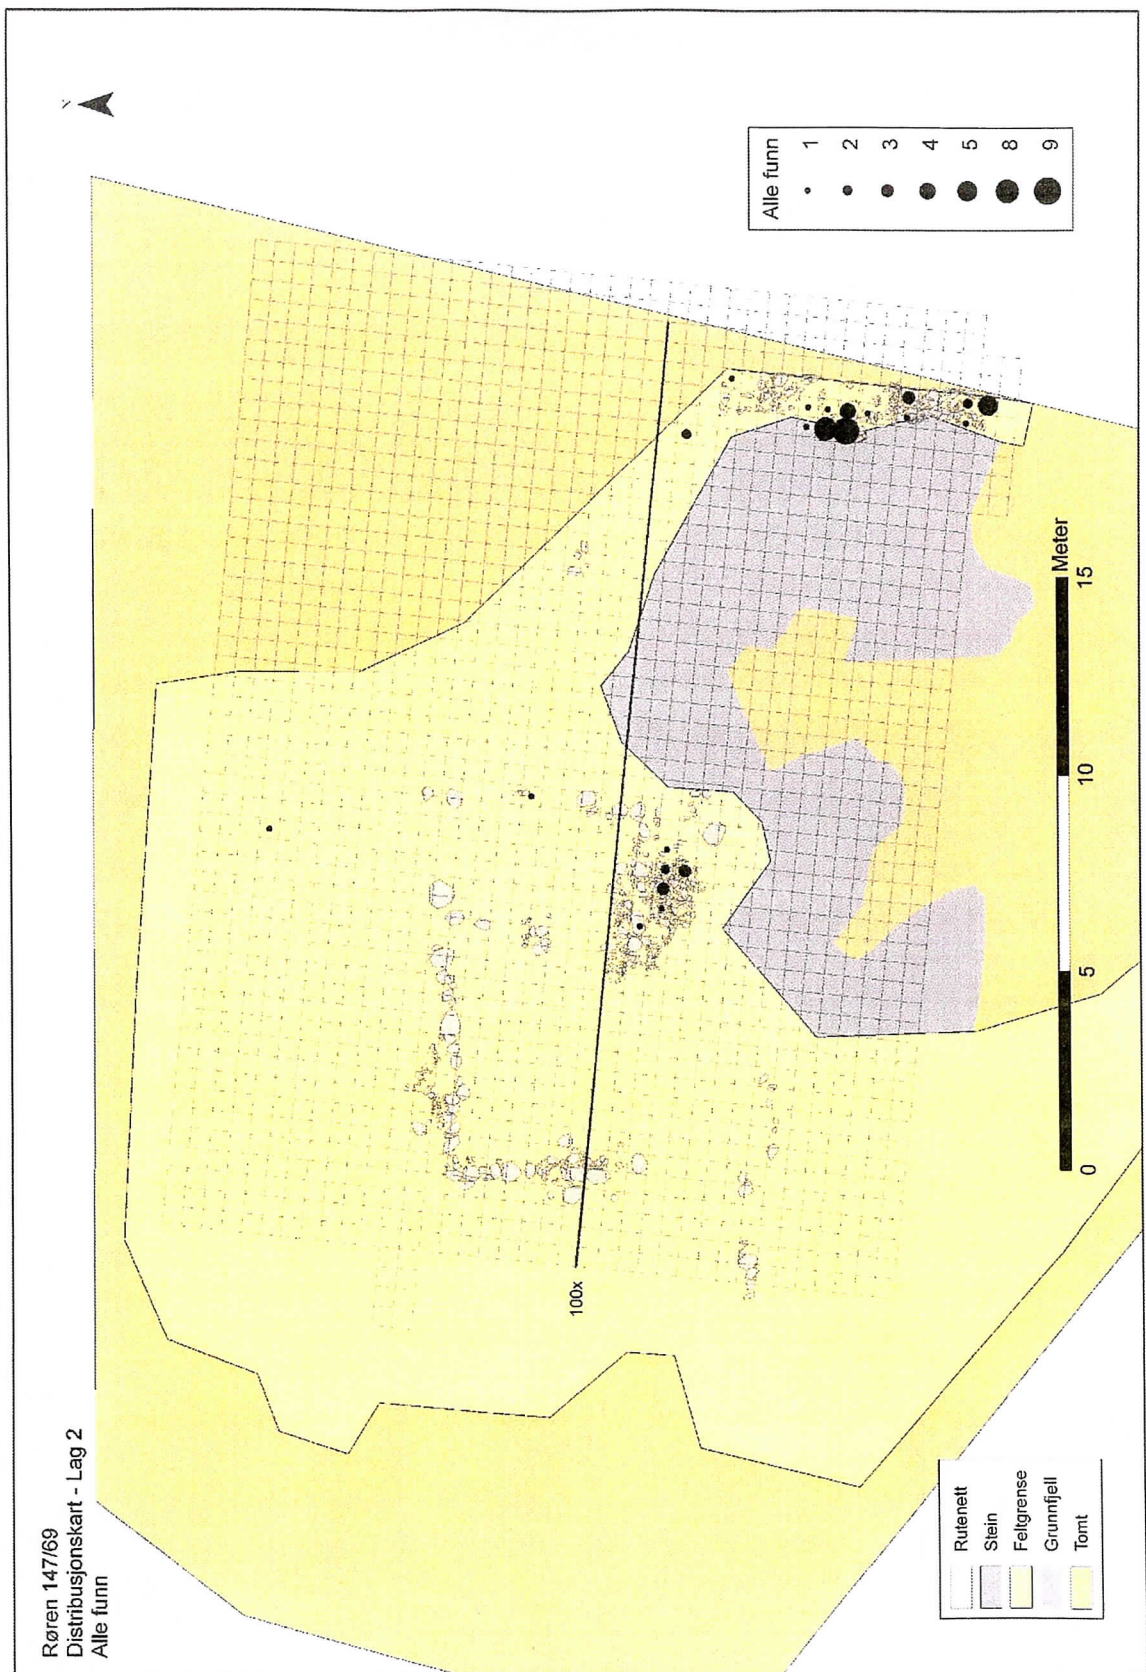 Røren 147/69
Distribusjonskart - Lag 2
Alle funn
N
100x
Alle funn
1
2
3
4
5
8
9
Rutenett
Stein
Feltgrense
Grunnfjell
Tomt
0 5 10 15
Meter